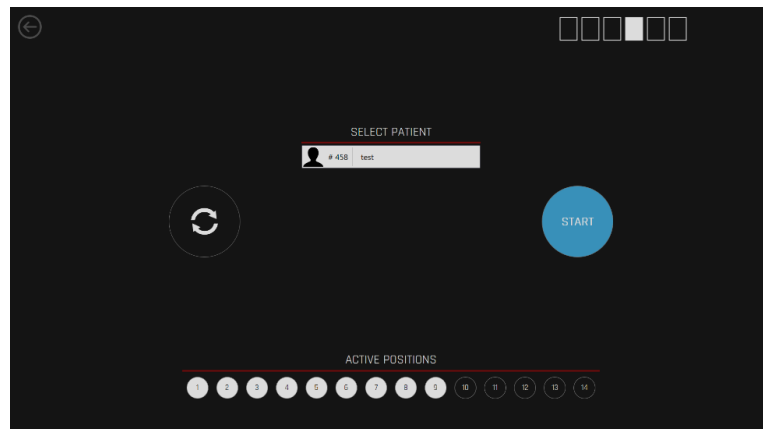 SELECT PATIENT
# 458 test
START
ACTIVE POSITIONS
1 2 3 4 5 6 7 8 9 10 11 12 13 14